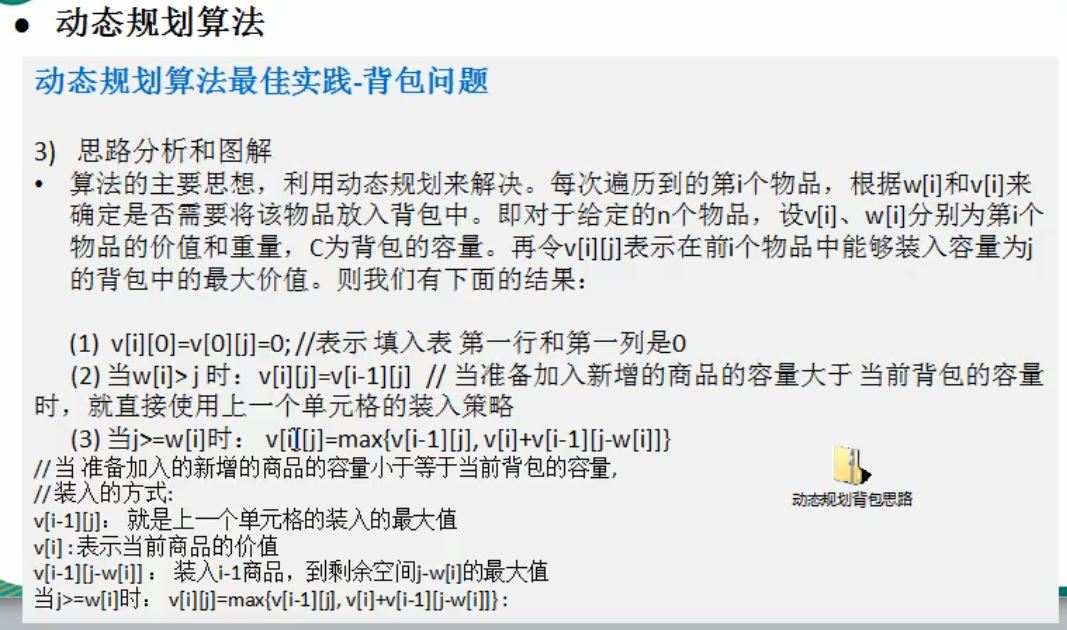 • 动态规划算法
动态规划算法最佳实践-背包问题
3) 思路分析和图解
• 算法的主要思想，利用动态规划来解决。每次遍历到的第i个物品，根据w[i]和v[i]来
确定是否需要将该物品放入背包中。即对于给定的n个物品，设v[i]、w[i]分别为第i个
物品的价值和重量，C为背包的容量。再令v[i][j]表示在前i个物品中能够装入容量为j
的背包中的最大价值。则我们有下面的结果：
(1) v[i][0]=v[0][j]=0; //表示 填入表 第一行和第一列是0
(2) 当w[i]> j 时：v[i][j]=v[i-1][j] // 当准备加入新增的商品的容量大于 当前背包的容量
时，就直接使用上一个单元格的装入策略
(3) 当j>=w[i]时： v[i][j]=max{v[i-1][j], v[i]+v[i-1][j-w[i]]}
// 当 准备加入的新增的商品的容量小于等于当前背包的容量,
// 装入的方式:
v[i-1][j]： 就是上一个单元格的装入的最大值
v[i] : 表示当前商品的价值
v[i-1][j-w[i]] ： 装入i-1商品，到剩余空间j-w[i]的最大值
当j>=w[i]时： v[i][j]=max{v[i-1][j], v[i]+v[i-1][j-w[i]]} :
动态规划背包思路